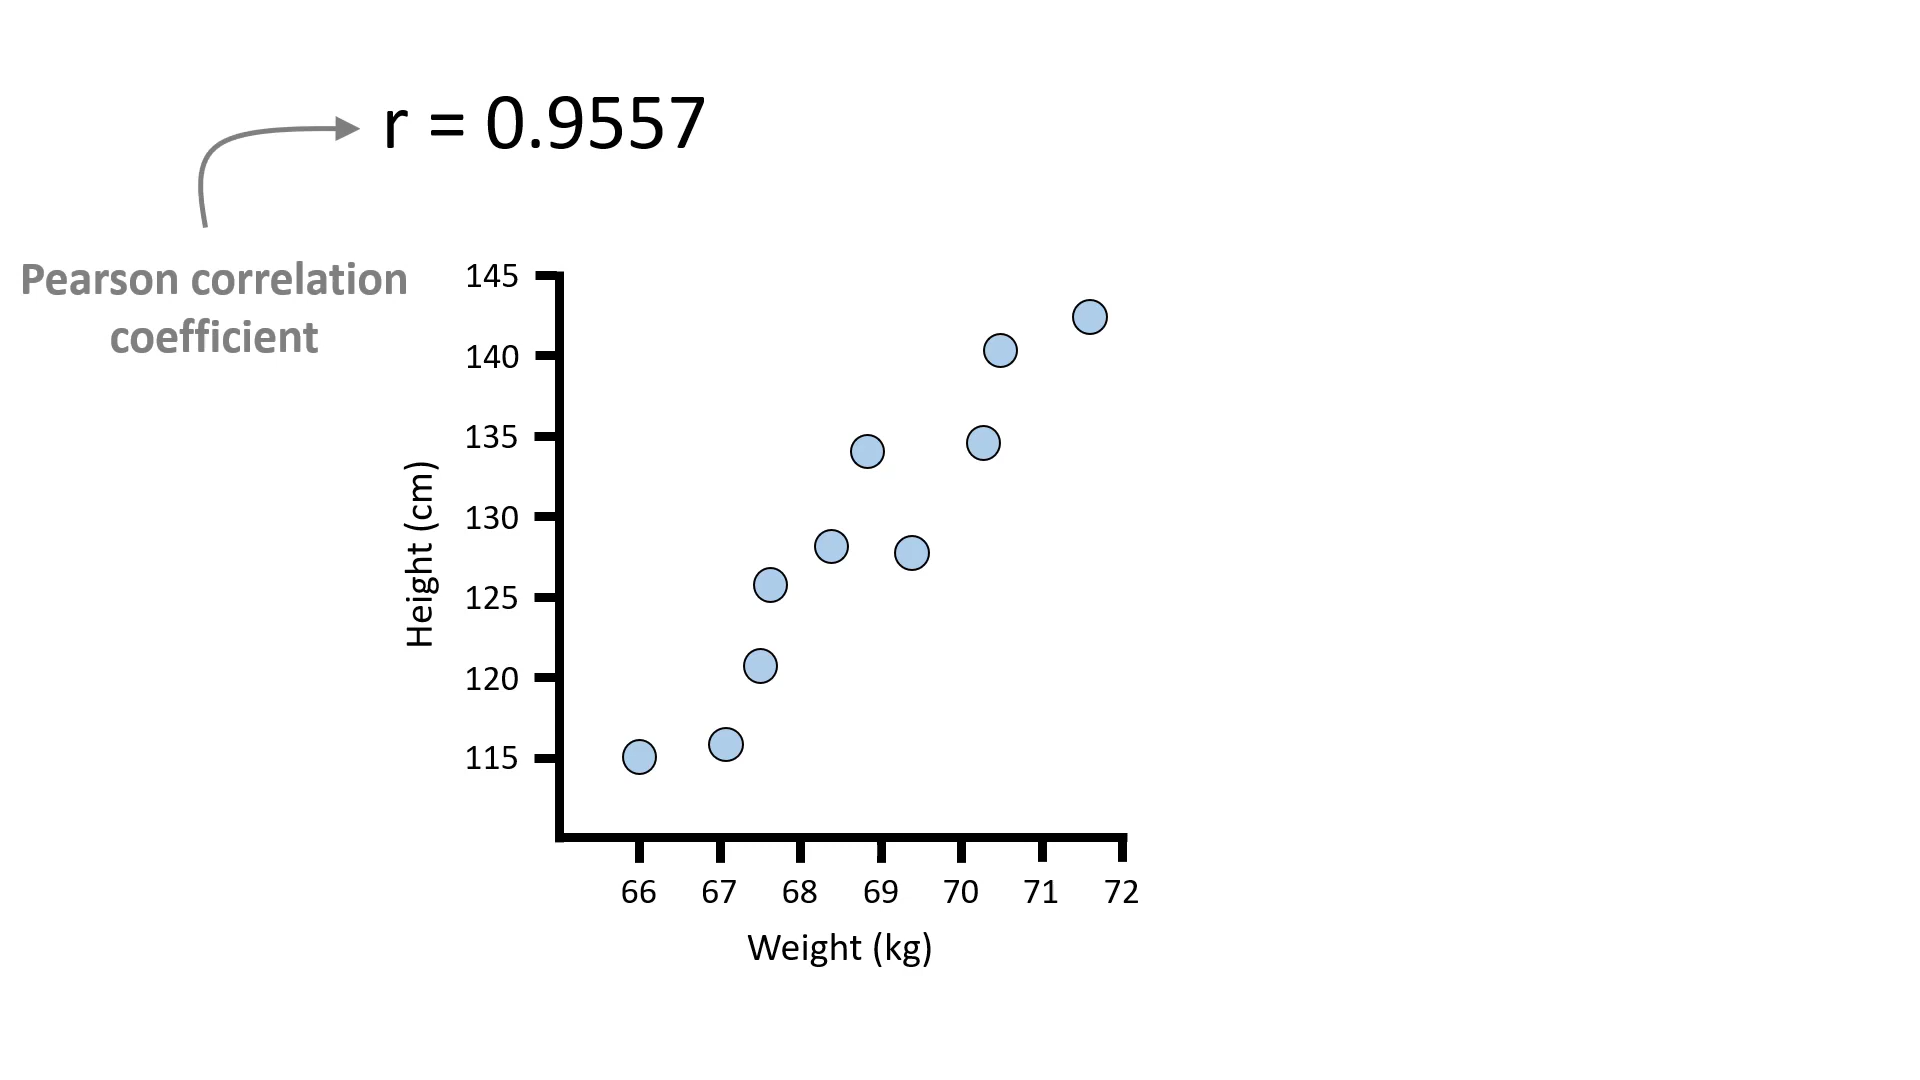 r = 0.9557
Pearson correlation
coefficient
145
140
135
130
125
120
115
Height (cm)
66 67 68 69 70 71 72
Weight (kg)